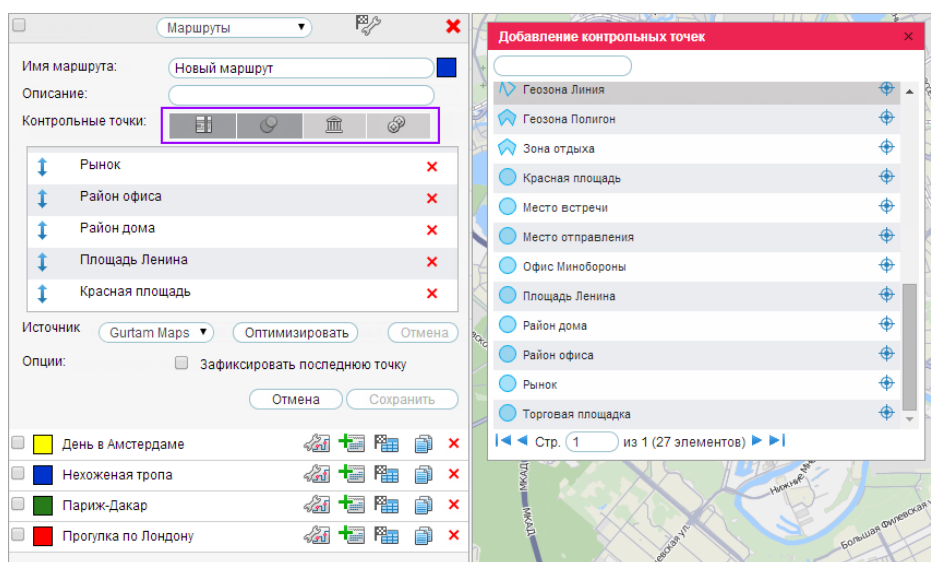 Маршруты
Имя маршрута: Новый маршрут
Описание:
Контрольные точки:
Рынок
Район офиса
Район дома
Площадь Ленина
Красная площадь
Источник Gurtam Maps Оптимизировать Отмена
Опции: Зафиксировать последнюю точку
Отмена Сохранить
День в Амстердаме
Нехоженая тропа
Париж-Дакар
Прогулка по Лондону
Добавление контрольных точек
Геозона Линия
Геозона Полигон
Зона отдыха
Красная площадь
Место встречи
Место отправления
Офис Минобороны
Площадь Ленина
Район дома
Район офиса
Рынок
Торговая площадка
Стр. 1 из 1 (27 элементов)
МКАД
МКАД
Нижние
Большая Филевская